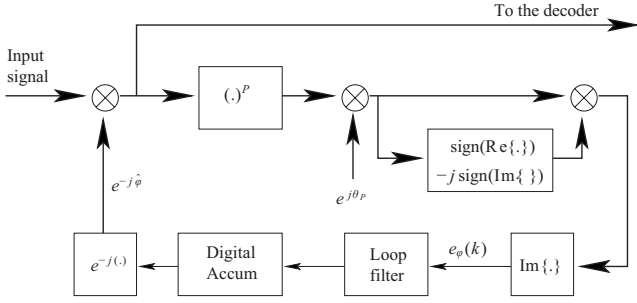 To the decoder
Input
signal
(.)^P
sign(Re{.})
−j sign(Im{ })
e^{−jφ̂}
e^{jθ_P}
e^{−j(.)}
Digital
Accum
Loop
filter
e_φ(k)
Im{.}